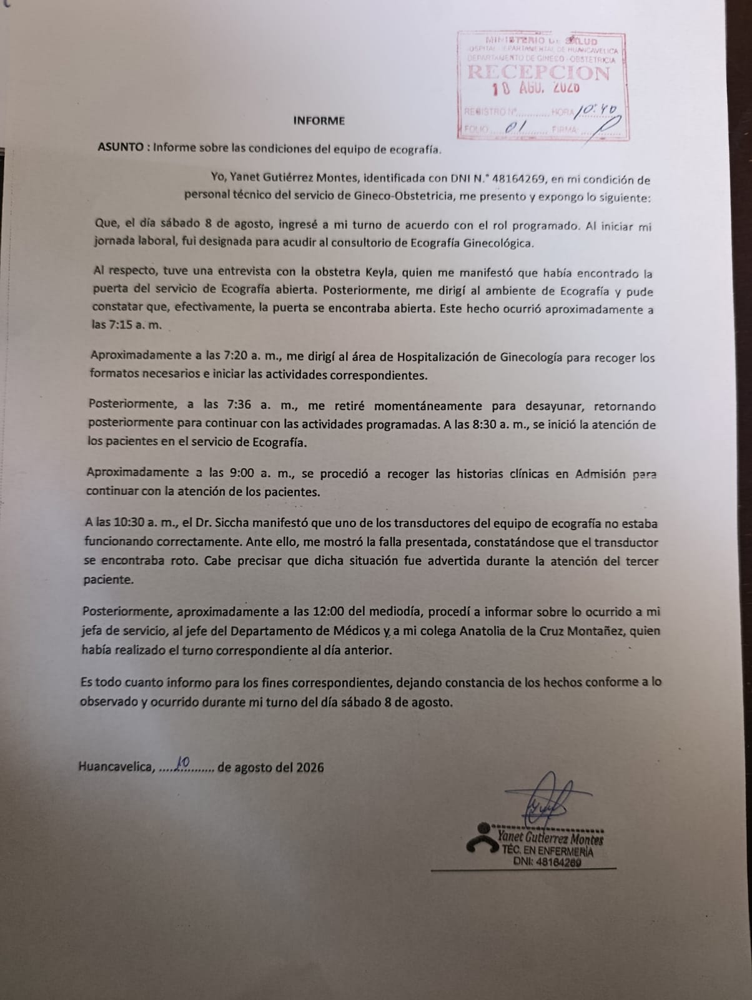 MINISTERIO DE SALUD
HOSPITAL DEPARTAMENTAL DE HUANCAVELICA
DEPARTAMENTO DE GINECO-OBSTETRICIA
RECEPCION
10 AGO. 2026
REGISTRO N°............ HORA 10:40
FOLIO.... 01 ........ FIRMA: ............
INFORME
ASUNTO : Informe sobre las condiciones del equipo de ecografía.
Yo, Yanet Gutiérrez Montes, identificada con DNI N.° 48164269, en mi condición de
personal técnico del servicio de Gineco-Obstetricia, me presento y expongo lo siguiente:
Que, el día sábado 8 de agosto, ingresé a mi turno de acuerdo con el rol programado. Al iniciar mi
jornada laboral, fui designada para acudir al consultorio de Ecografía Ginecológica.
Al respecto, tuve una entrevista con la obstetra Keyla, quien me manifestó que había encontrado la
puerta del servicio de Ecografía abierta. Posteriormente, me dirigí al ambiente de Ecografía y pude
constatar que, efectivamente, la puerta se encontraba abierta. Este hecho ocurrió aproximadamente a
las 7:15 a. m.
Aproximadamente a las 7:20 a. m., me dirigí al área de Hospitalización de Ginecología para recoger los
formatos necesarios e iniciar las actividades correspondientes.
Posteriormente, a las 7:36 a. m., me retiré momentáneamente para desayunar, retornando
posteriormente para continuar con las actividades programadas. A las 8:30 a. m., se inició la atención de
los pacientes en el servicio de Ecografía.
Aproximadamente a las 9:00 a. m., se procedió a recoger las historias clínicas en Admisión para
continuar con la atención de los pacientes.
A las 10:30 a. m., el Dr. Siccha manifestó que uno de los transductores del equipo de ecografía no estaba
funcionando correctamente. Ante ello, me mostró la falla presentada, constatándose que el transductor
se encontraba roto. Cabe precisar que dicha situación fue advertida durante la atención del tercer
paciente.
Posteriormente, aproximadamente a las 12:00 del mediodía, procedí a informar sobre lo ocurrido a mi
jefa de servicio, al jefe del Departamento de Médicos y a mi colega Anatolia de la Cruz Montañez, quien
había realizado el turno correspondiente al día anterior.
Es todo cuanto informo para los fines correspondientes, dejando constancia de los hechos conforme a lo
observado y ocurrido durante mi turno del día sábado 8 de agosto.
Huancavelica, ....10.......... de agosto del 2026
Yanet Gutierrez Montes
TÉC. EN ENFERMERÍA
DNI: 48164269